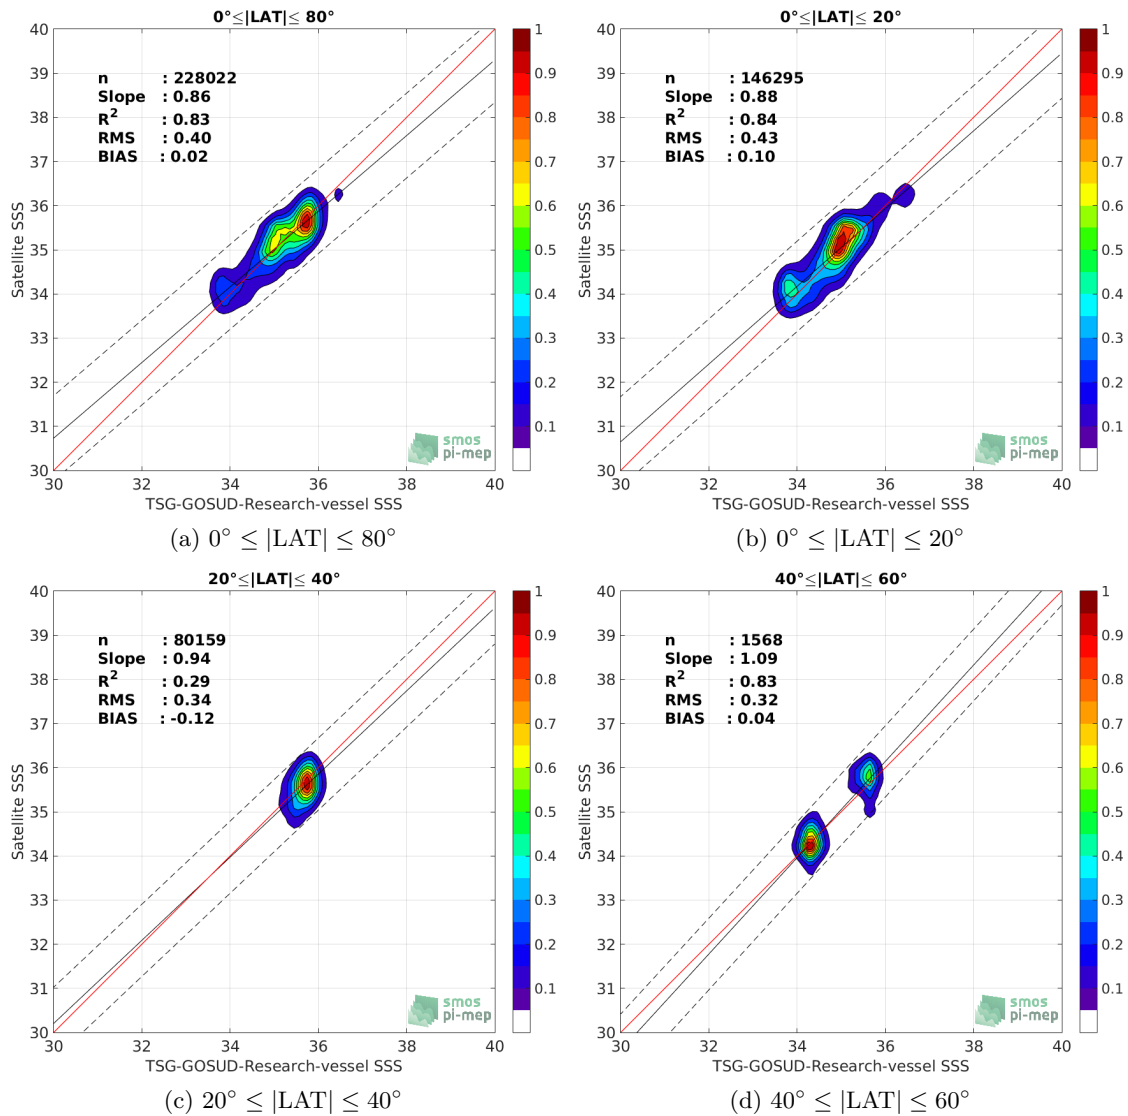 0°≤|LAT|≤ 80°
40
39
38
37
36
35
34
33
32
31
30
Satellite SSS
n : 228022
Slope : 0.86
R² : 0.83
RMS : 0.40
BIAS : 0.02
smos
pi-mep
30 32 34 36 38 40
TSG-GOSUD-Research-vessel SSS
1
0.9
0.8
0.7
0.6
0.5
0.4
0.3
0.2
0.1
(a) 0° ≤ |LAT| ≤ 80°
0°≤|LAT|≤ 20°
40
39
38
37
36
35
34
33
32
31
30
Satellite SSS
n : 146295
Slope : 0.88
R² : 0.84
RMS : 0.43
BIAS : 0.10
smos
pi-mep
30 32 34 36 38 40
TSG-GOSUD-Research-vessel SSS
1
0.9
0.8
0.7
0.6
0.5
0.4
0.3
0.2
0.1
(b) 0° ≤ |LAT| ≤ 20°
20°≤|LAT|≤ 40°
40
39
38
37
36
35
34
33
32
31
30
Satellite SSS
n : 80159
Slope : 0.94
R² : 0.29
RMS : 0.34
BIAS : -0.12
smos
pi-mep
30 32 34 36 38 40
TSG-GOSUD-Research-vessel SSS
1
0.9
0.8
0.7
0.6
0.5
0.4
0.3
0.2
0.1
(c) 20° ≤ |LAT| ≤ 40°
40°≤|LAT|≤ 60°
40
39
38
37
36
35
34
33
32
31
30
Satellite SSS
n : 1568
Slope : 1.09
R² : 0.83
RMS : 0.32
BIAS : 0.04
smos
pi-mep
30 32 34 36 38 40
TSG-GOSUD-Research-vessel SSS
1
0.9
0.8
0.7
0.6
0.5
0.4
0.3
0.2
0.1
(d) 40° ≤ |LAT| ≤ 60°